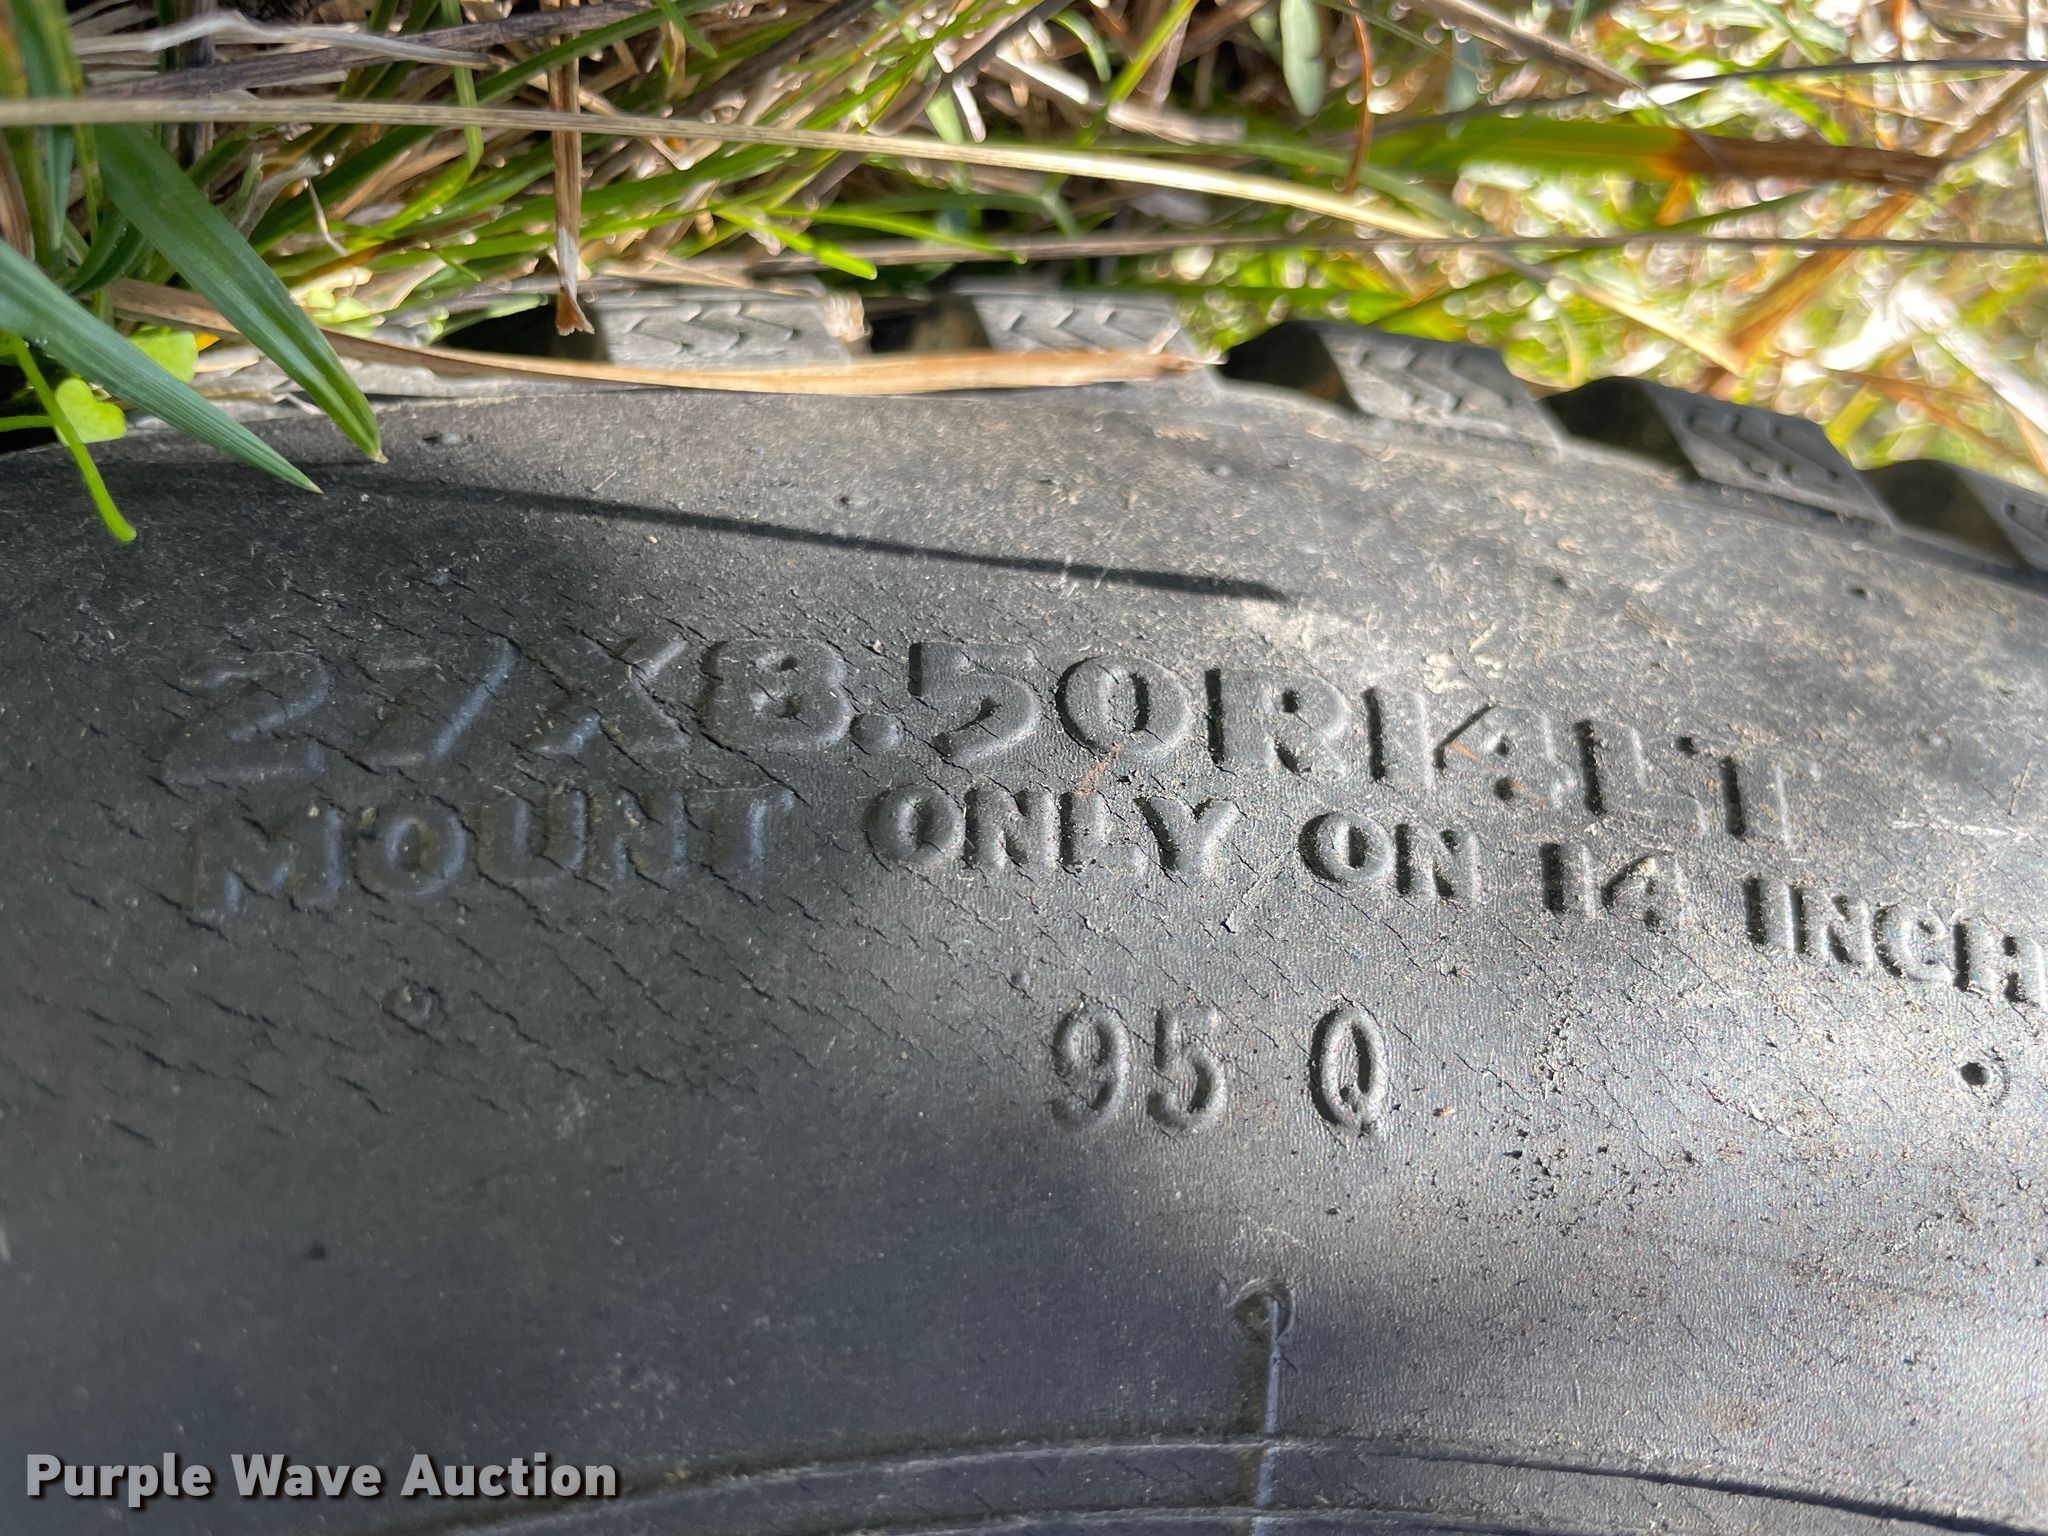 27X8.50R14LT
MOUNT ONLY ON 14 INCH
95 Q
Purple Wave Auction